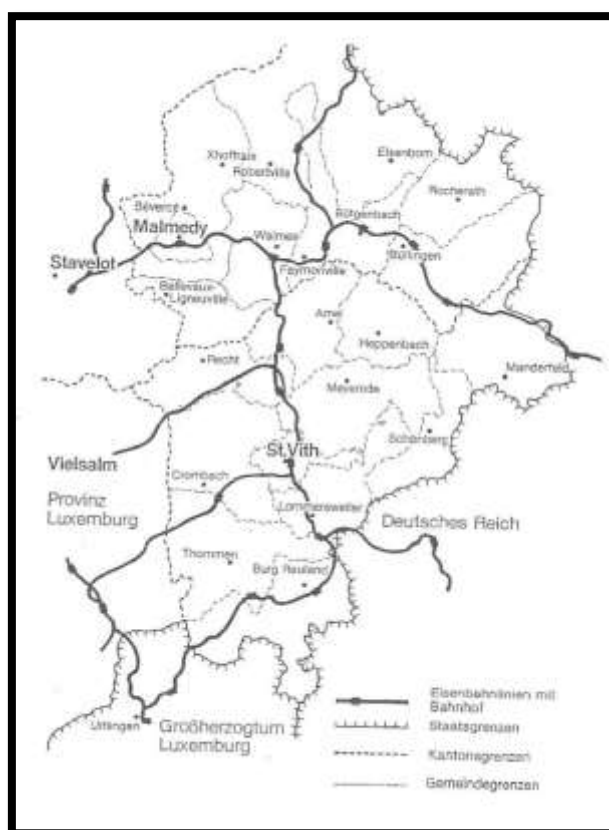 Elsenborn
Xhoffraix
Robertville
Rocherath
Bévercé
Malmedy
Bütgenbach
Waimes
Büllingen
Stavelot
Faymonville
Bellevaux-
Ligneuville
Amel
Heppenbach
Recht
Manderfeld
Meyerode
Schönberg
St.Vith
Vielsalm
Crombach
Provinz
Luxemburg
Lommersweiler
Deutsches Reich
Thommen
Burg Reuland
Eisenbahnlinien mit
Bahnhof
Ulflingen
Großherzogtum
Luxemburg
Staatsgrenzen
Kantonsgrenzen
Gemeindegrenzen